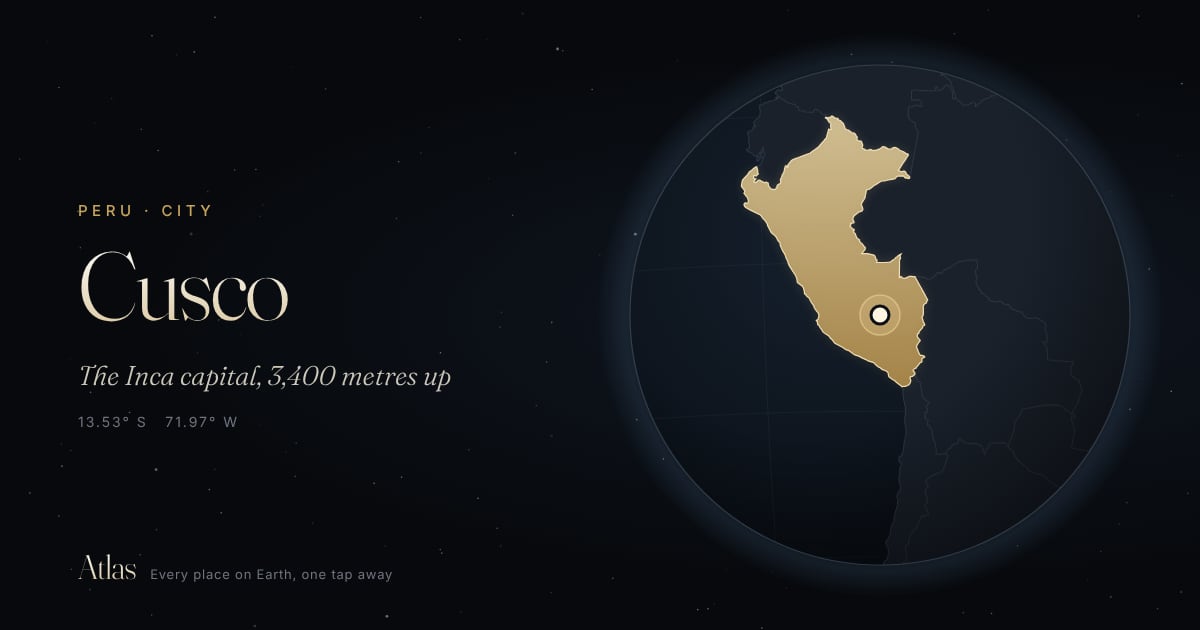 PERU · CITY
Cusco
The Inca capital, 3,400 metres up
13.53° S 71.97° W
Atlas Every place on Earth, one tap away